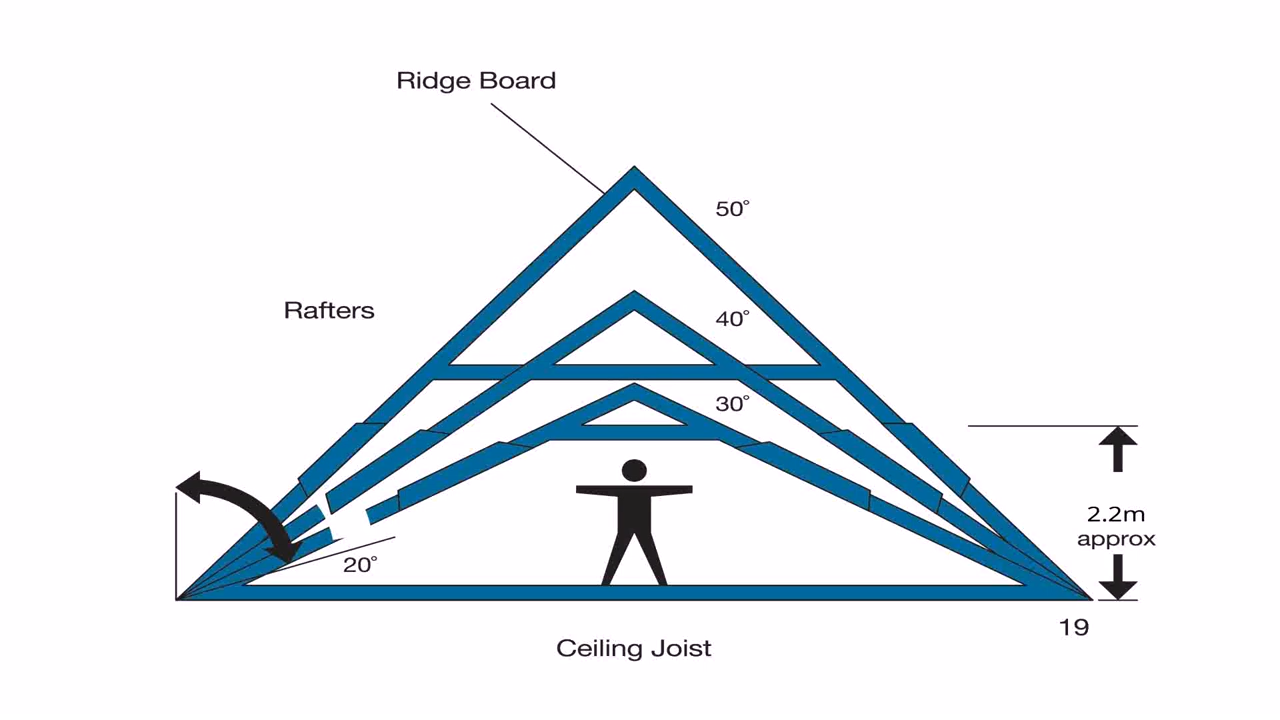 Ridge Board
50°
Rafters
40°
30°
2.2m
approx
20°
19
Ceiling Joist